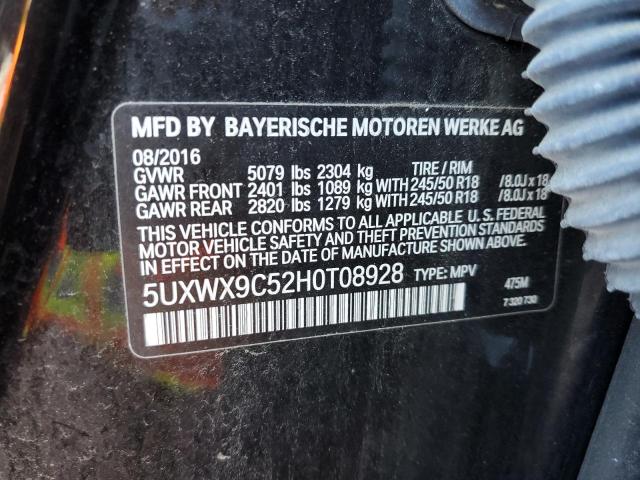 MFD BY BAYERISCHE MOTOREN WERKE AG
08/2016 TIRE / RIM
GVWR 5079 lbs 2304 kg
GAWR FRONT 2401 lbs 1089 kg WITH 245/50 R18 /8.0J x 18
GAWR REAR 2820 lbs 1279 kg WITH 245/50 R18 /8.0J x 18
THIS VEHICLE CONFORMS TO ALL APPLICABLE U. S. FEDERAL
MOTOR VEHICLE SAFETY AND THEFT PREVENTION
STANDARDS IN EFFECT ON THE DATE OF MANUFACTURE SHOWN ABOVE.
5UXWX9C52H0T08928 TYPE: MPV 475M
7 320 730